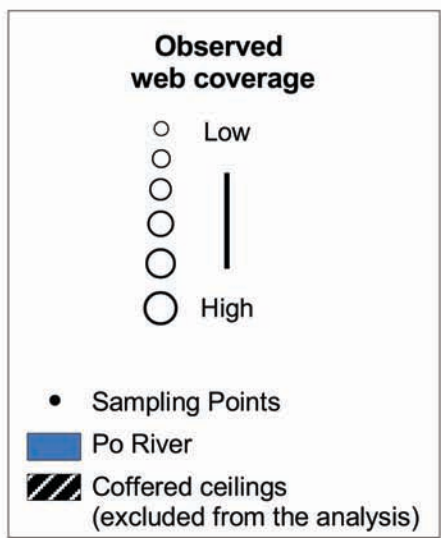 Observed
web coverage
Low
High
Sampling Points
Po River
Coffered ceilings
(excluded from the analysis)